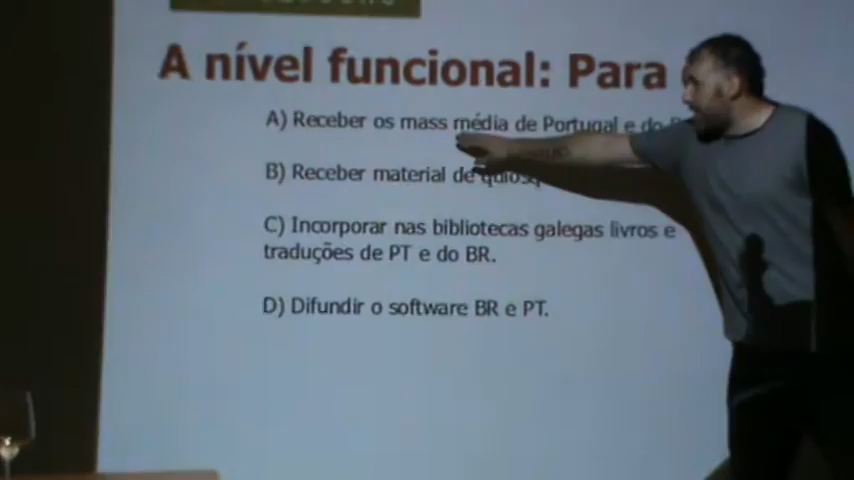 A nível funcional: Para
A) Receber os mass média de Portugal e do
B) Receber material de
C) Incorporar nas bibliotecas galegas livros e
traduções de PT e do BR.
D) Difundir o software BR e PT.